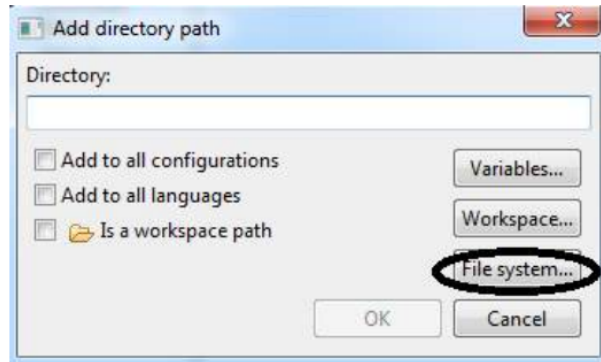 Add directory path
Directory:
Add to all configurations
Variables...
Add to all languages
Workspace...
Is a workspace path
File system...
OK
Cancel